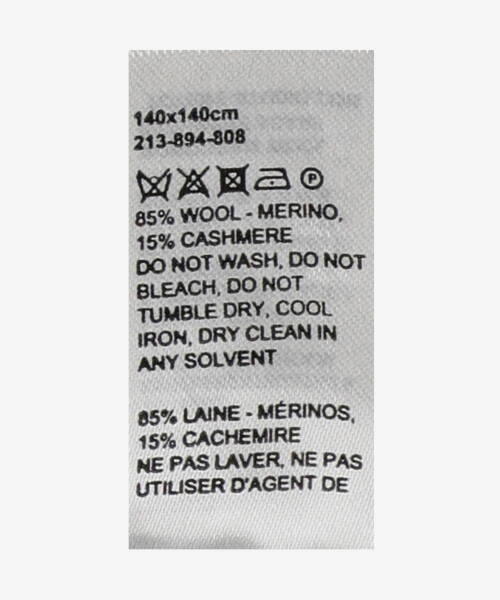 140x140cm
213-894-808
P
85% WOOL - MERINO,
15% CASHMERE
DO NOT WASH, DO NOT
BLEACH, DO NOT
TUMBLE DRY, COOL
IRON, DRY CLEAN IN
ANY SOLVENT
85% LAINE - MÉRINOS,
15% CACHEMIRE
NE PAS LAVER, NE PAS
UTILISER D'AGENT DE